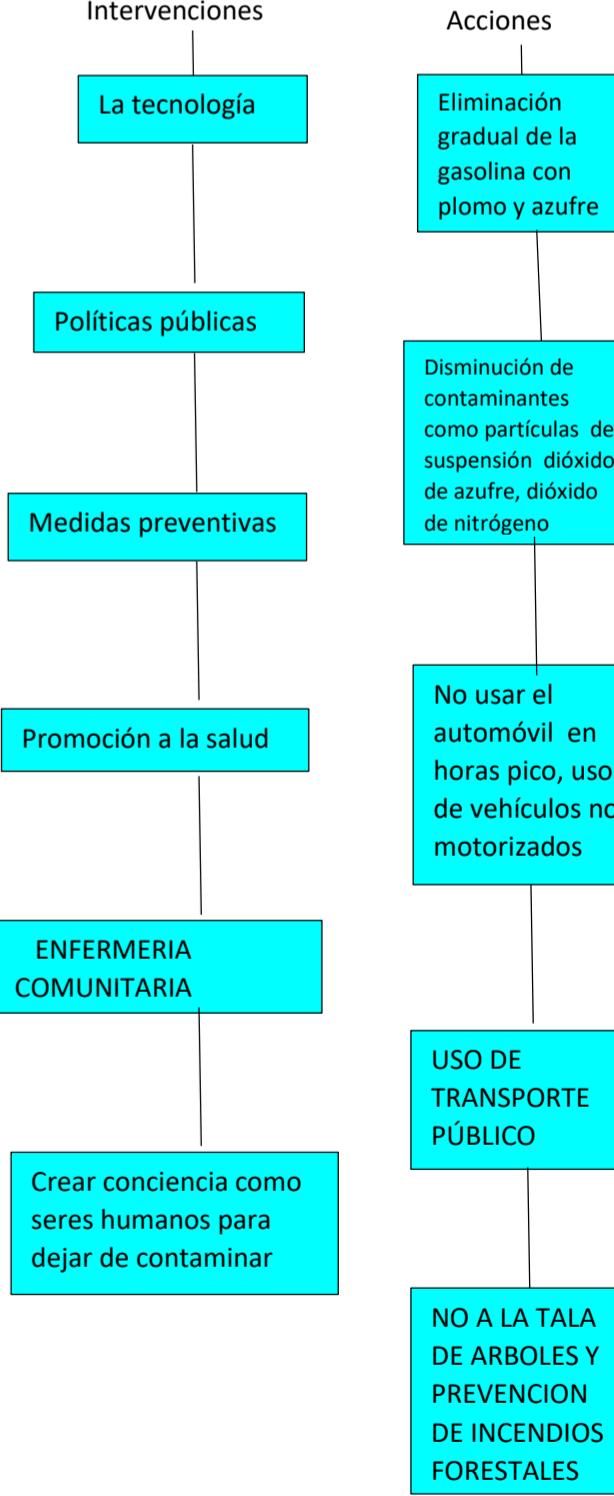 Intervenciones
La tecnología
Políticas públicas
Medidas preventivas
Promoción a la salud
ENFERMERIA
COMUNITARIA
Crear conciencia como
seres humanos para
dejar de contaminar
Acciones
Eliminación
gradual de la
gasolina con
plomo y azufre
Disminución de
contaminantes
como partículas de
suspensión dióxido
de azufre, dióxido
de nitrógeno
No usar el
automóvil en
horas pico, uso
de vehículos no
motorizados
USO DE
TRANSPORTE
PÚBLICO
NO A LA TALA
DE ARBOLES Y
PREVENCION
DE INCENDIOS
FORESTALES